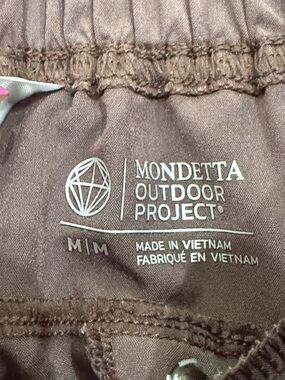 MONDETTA
OUTDOOR
PROJECT®
M|M
MADE IN VIETNAM
FABRIQUÉ EN VIETNAM